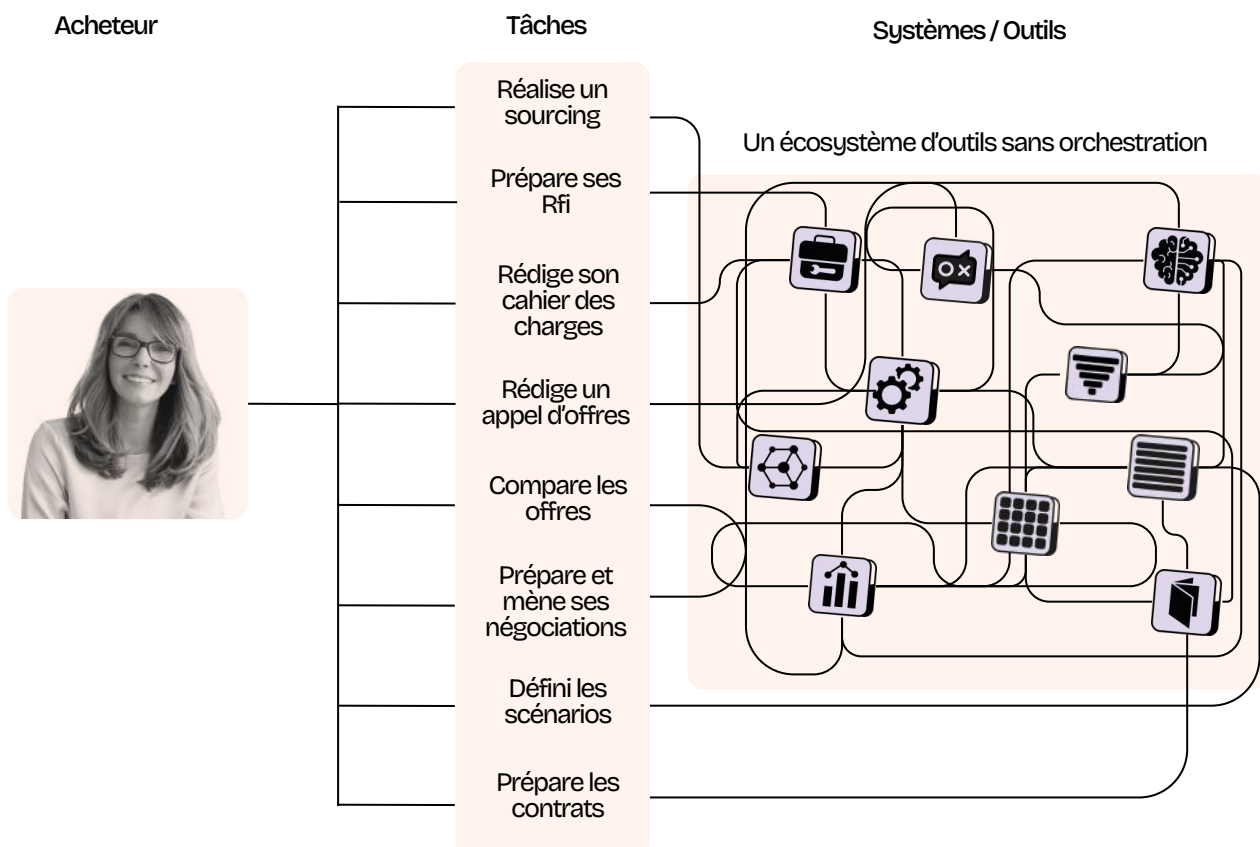 Acheteur
Tâches
Systèmes / Outils
Réalise un
sourcing
Un écosystème d'outils sans orchestration
Prépare ses
Rfi
Rédige son
cahier des
charges
Rédige un
appel d'offres
Compare les
offres
Prépare et
mène ses
négociations
Défini les
scénarios
Prépare les
contrats